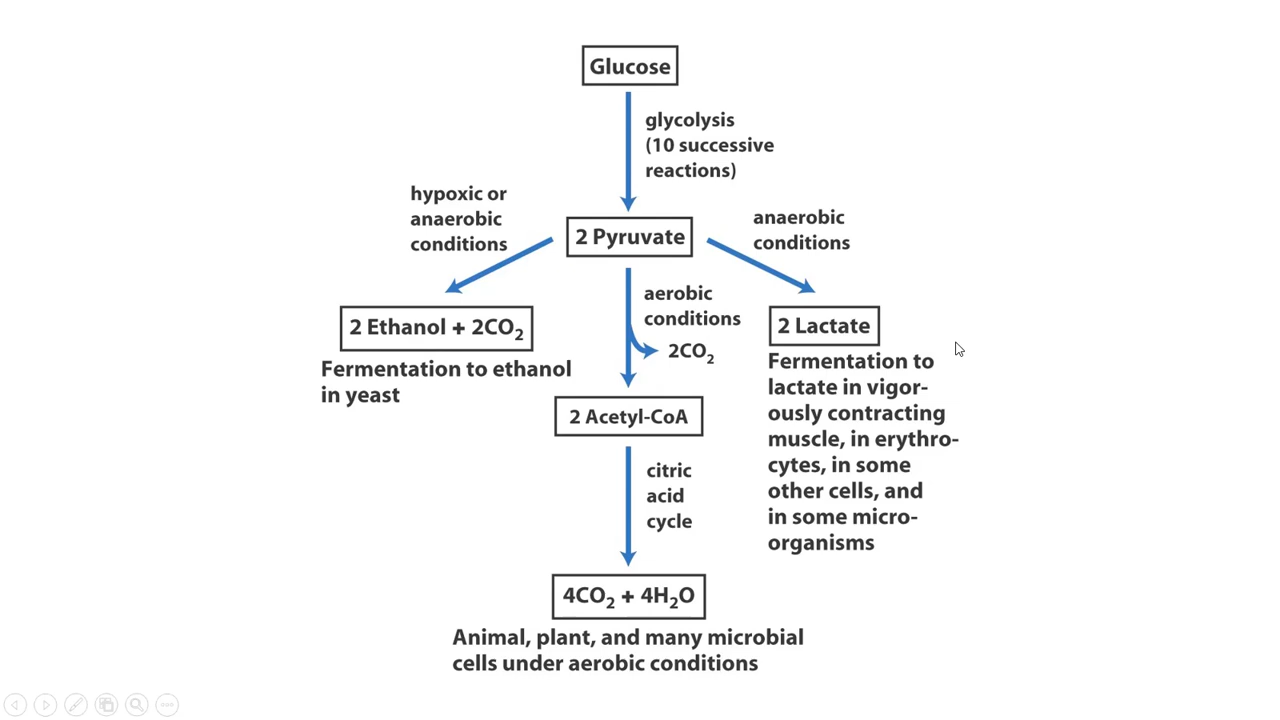 Glucose
glycolysis
(10 successive
reactions)
hypoxic or
anaerobic
conditions
2 Pyruvate
anaerobic
conditions
2 Ethanol + 2CO₂
Fermentation to ethanol
in yeast
aerobic
conditions
2CO₂
2 Lactate
Fermentation to
lactate in vigor-
ously contracting
muscle, in erythro-
cytes, in some
other cells, and
in some micro-
organisms
2 Acetyl-CoA
citric
acid
cycle
4CO₂ + 4H₂O
Animal, plant, and many microbial
cells under aerobic conditions